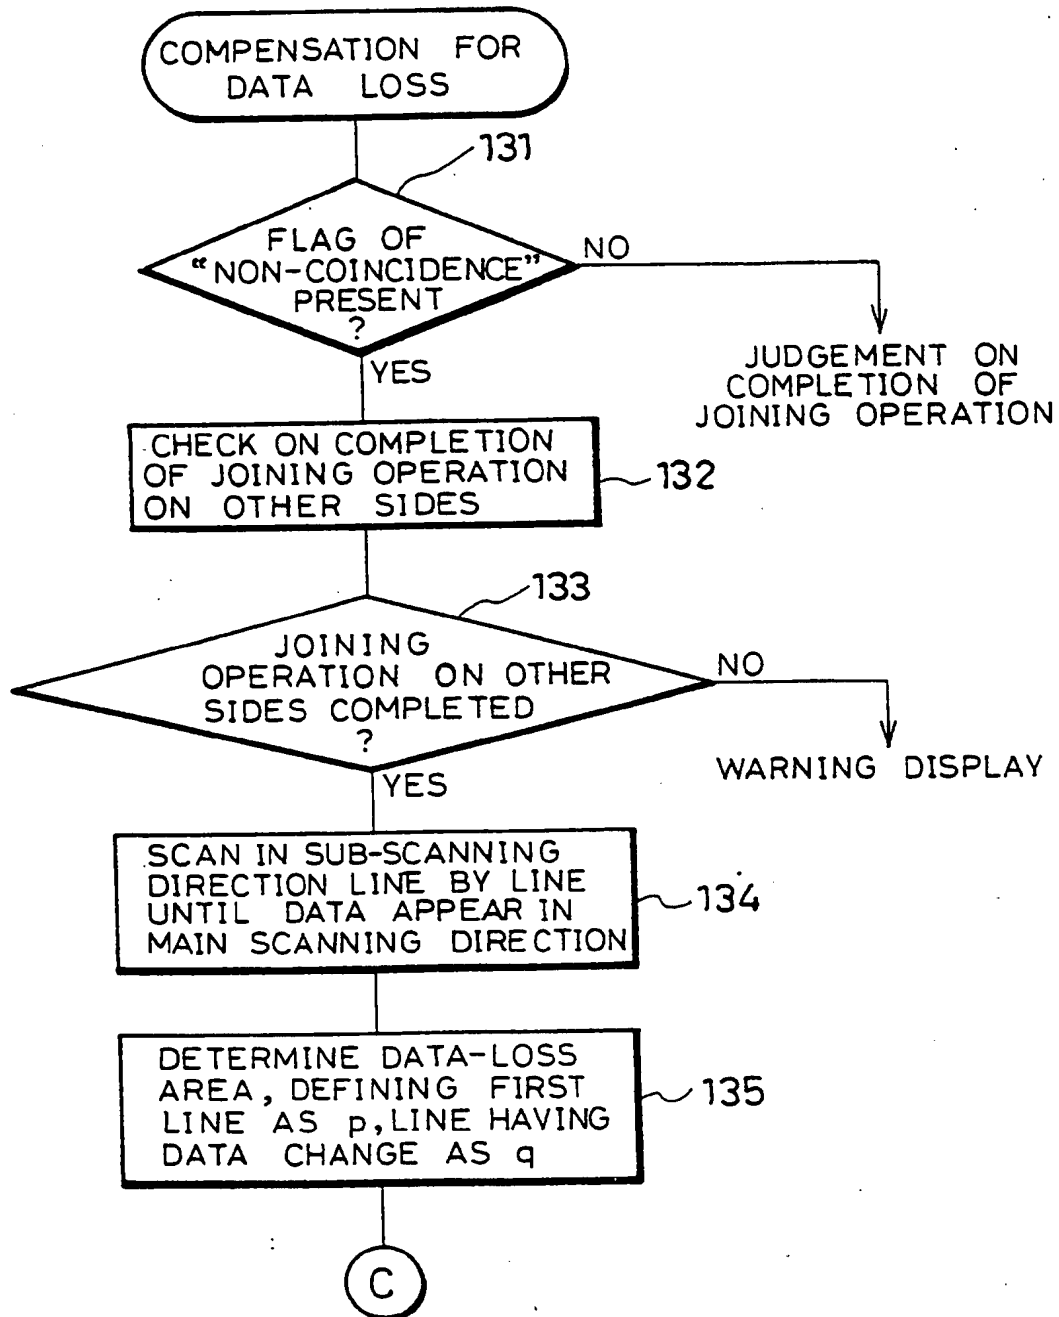 COMPENSATION FOR
DATA LOSS
131
FLAG OF
“NON-COINCIDENCE”
PRESENT
?
NO
YES
JUDGEMENT ON
COMPLETION OF
JOINING OPERATION
CHECK ON COMPLETION
OF JOINING OPERATION
ON OTHER SIDES
132
133
JOINING
OPERATION ON OTHER
SIDES COMPLETED
?
NO
YES
WARNING DISPLAY
SCAN IN SUB-SCANNING
DIRECTION LINE BY LINE
UNTIL DATA APPEAR IN
MAIN SCANNING DIRECTION
134
DETERMINE DATA-LOSS
AREA, DEFINING FIRST
LINE AS p, LINE HAVING
DATA CHANGE AS q
135
C